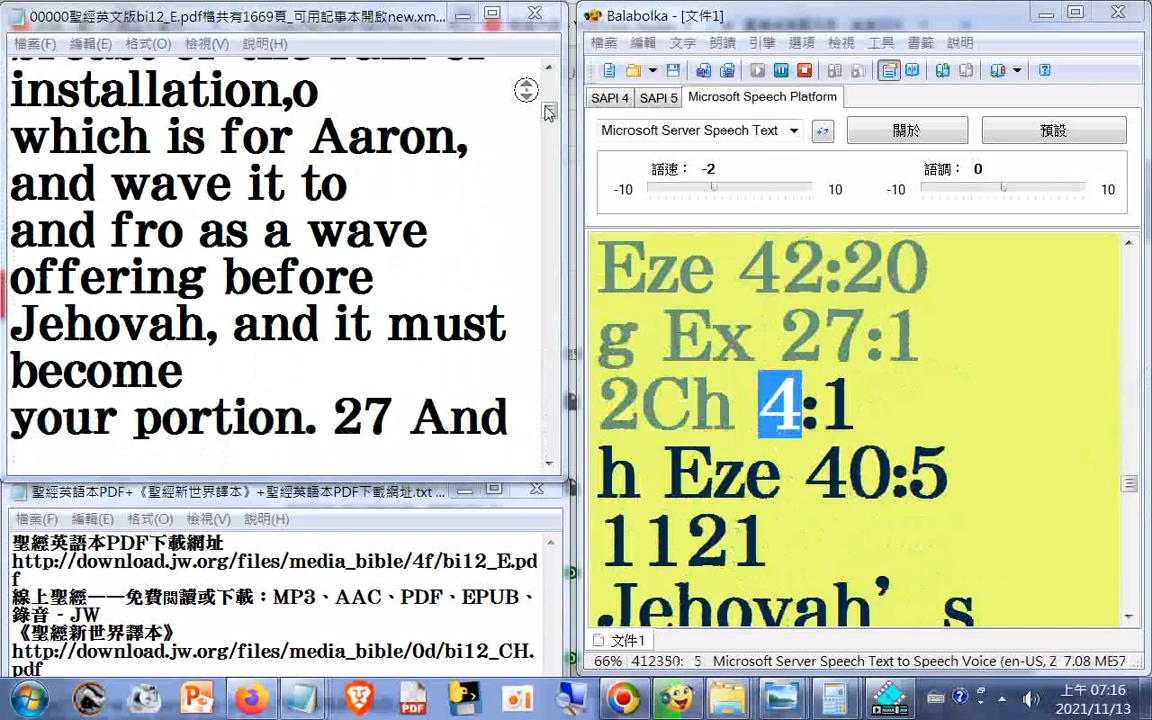 00000聖經英文版bi12_E.pdf檔共有1669頁_可用記事本開啟new.xm...
檔案(F) 編輯(E) 格式(O) 檢視(V) 說明(H)
breast of the ram of
installation,o
which is for Aaron,
and wave it to
and fro as a wave
offering before
Jehovah, and it must
become
your portion. 27 And
聖經英語本PDF+《聖經新世界譯本》+聖經英語本PDF下載網址.txt ...
檔案(F) 編輯(E) 格式(O) 檢視(V) 說明(H)
聖經英語本PDF下載網址
http://download.jw.org/files/media_bible/4f/bi12_E.pd
f
線上聖經——免費閱讀或下載：MP3、AAC、PDF、EPUB、
錄音 - JW
《聖經新世界譯本》
http://download.jw.org/files/media_bible/0d/bi12_CH.
pdf
Balabolka - [文件1]
檔案 編輯 文字 朗讀 引擎 選項 檢視 工具 書籤 說明
SAPI 4 SAPI 5 Microsoft Speech Platform
Microsoft Server Speech Text 關於 預設
語速： -2 語調： 0
-10 10 -10 10
Eze 42:20
g Ex 27:1
2Ch 4:1
h Eze 40:5
1121
Jehovah’s
文件1
66% 412350: 5 Microsoft Server Speech Text to Speech Voice (en-US, Z 7.08 MB
上午 07:16
2021/11/13